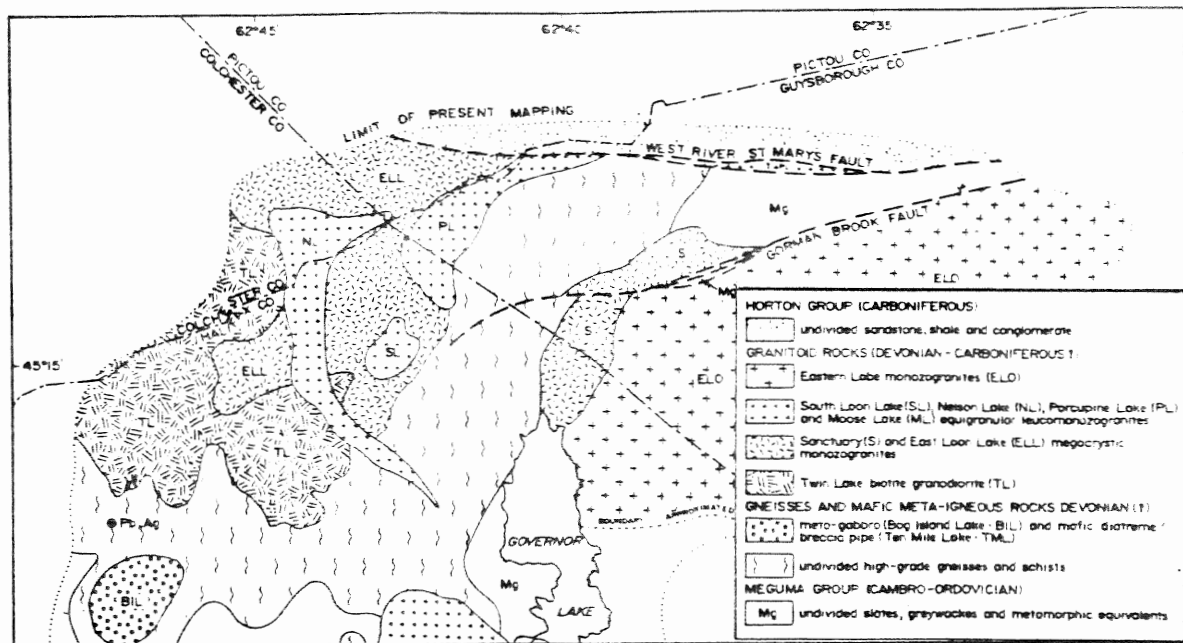 62°45'
62°40'
62°35'
PICTOU CO
COLCHESTER CO
PICTOU CO
GUYSBOROUGH CO
LIMIT OF PRESENT MAPPING
WEST RIVER ST MARYS FAULT
ELL
PL
Mg
NL
GORMAN BROOK FAULT
S
TL
ELO
COLCHESTER CO
HALIFAX CO
Mg
S
45°15'
SL
ELL
ELO
TL
TL
Pb, Ag
BOUNDARY APPROXIMATED
GOVERNOR
LAKE
Mg
BIL
HORTON GROUP (CARBONIFEROUS)
undivided sandstone, shale and conglomerate
GRANITOID ROCKS (DEVONIAN-CARBONIFEROUS ?)
Eastern Lobe monzogranites (ELO)
South Loon Lake (SL), Nelson Lake (NL), Porcupine Lake (PL)
and Moose Lake (ML) equigranular leucomonzogranites
Sanctuary (S) and East Loon Lake (ELL) megacrystic
monzogranites
Twin Lake biotite granodiorite (TL)
GNEISSES AND MAFIC META-IGNEOUS ROCKS DEVONIAN (?)
meta-gabbro (Bog Island Lake - BIL) and mafic diatreme/
breccia pipe (Ten Mile Lake - TML)
undivided high-grade gneisses and schists
MEGUMA GROUP (CAMBRO-ORDOVICIAN)
Mg undivided slates, greywackes and metamorphic equivalents